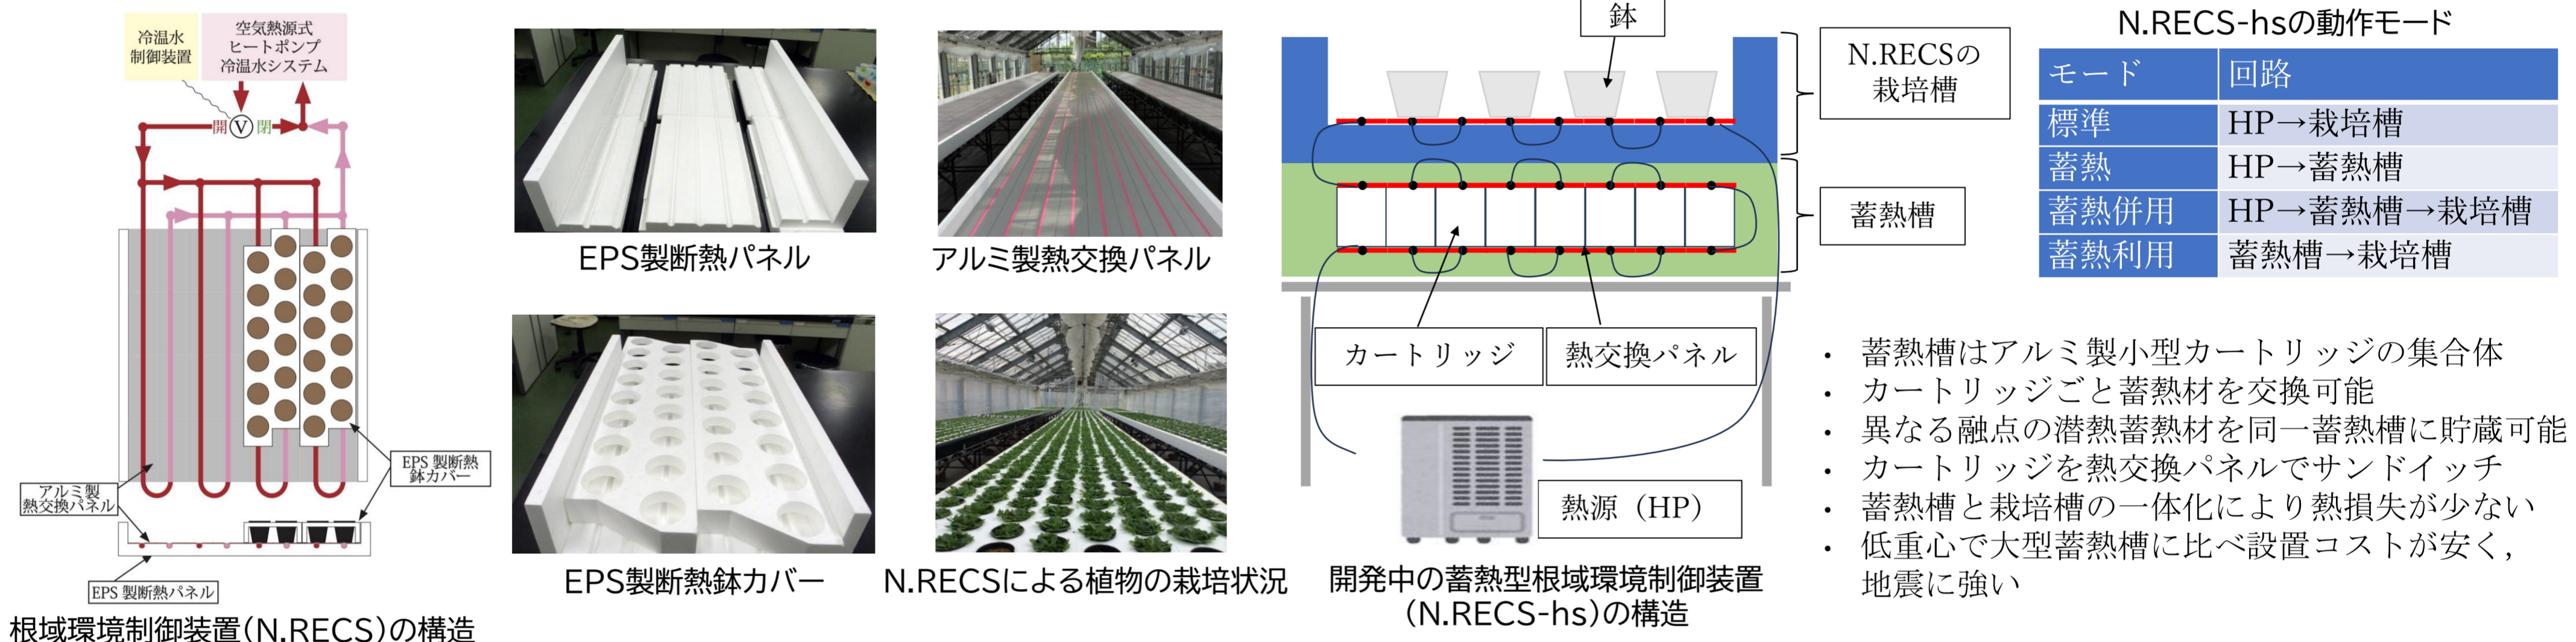 冷温水
制御装置
空気熱源式
ヒートポンプ
冷温水システム
開
V
閉
アルミ製
熱交換パネル
EPS 製断熱
鉢カバー
EPS 製断熱パネル
根域環境制御装置(N.RECS)の構造
EPS製断熱パネル
アルミ製熱交換パネル
EPS製断熱鉢カバー
N.RECSによる植物の栽培状況
鉢
N.RECSの
栽培槽
蓄熱槽
カートリッジ
熱交換パネル
熱源（HP）
開発中の蓄熱型根域環境制御装置
(N.RECS-hs)の構造
N.RECS-hsの動作モード
モード 回路
標準 HP→栽培槽
蓄熱 HP→蓄熱槽
蓄熱併用 HP→蓄熱槽→栽培槽
蓄熱利用 蓄熱槽→栽培槽
・ 蓄熱槽はアルミ製小型カートリッジの集合体
・ カートリッジごと蓄熱材を交換可能
・ 異なる融点の潜熱蓄熱材を同一蓄熱槽に貯蔵可能
・ カートリッジを熱交換パネルでサンドイッチ
・ 蓄熱槽と栽培槽の一体化により熱損失が少ない
・ 低重心で大型蓄熱槽に比べ設置コストが安く，
地震に強い